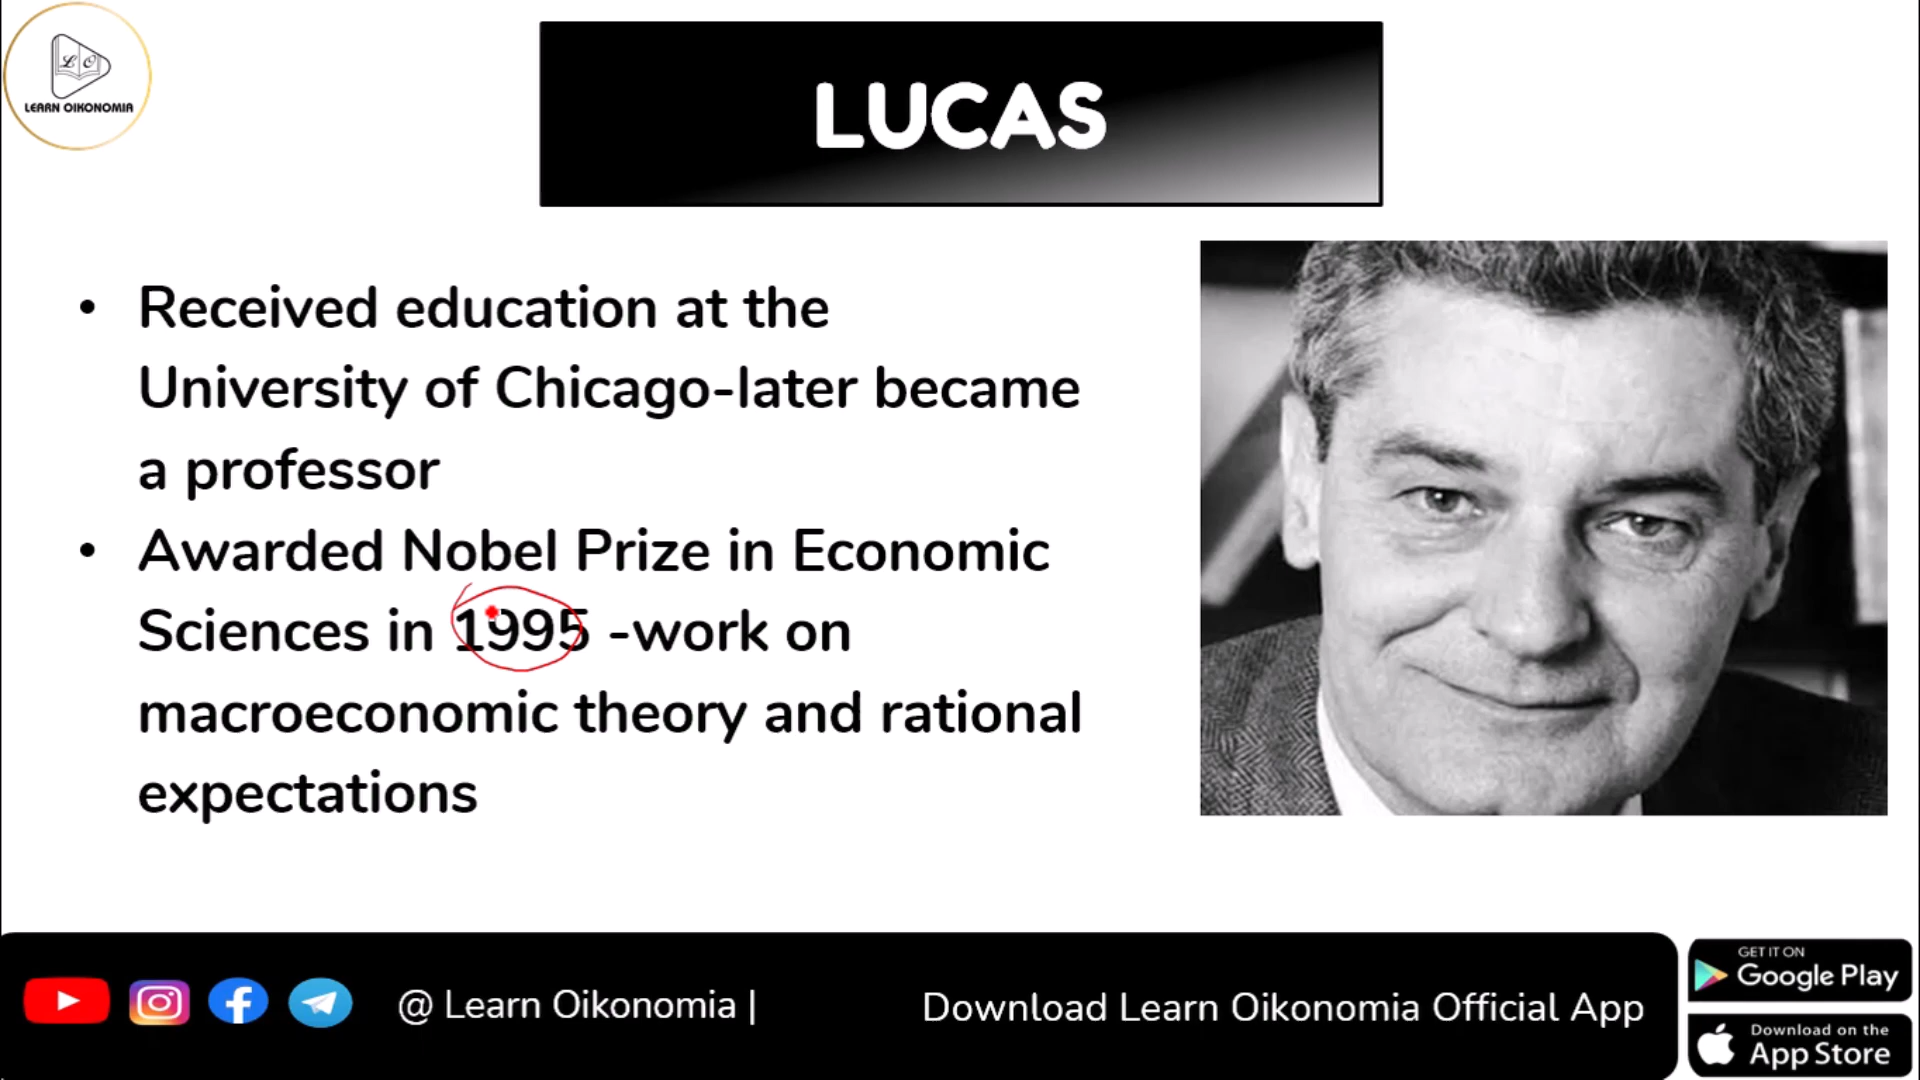 L O
LEARN OIKONOMIA
LUCAS
• Received education at the
University of Chicago-later became
a professor
• Awarded Nobel Prize in Economic
Sciences in 1995 -work on
macroeconomic theory and rational
expectations
@ Learn Oikonomia |
Download Learn Oikonomia Official App
GET IT ON
Google Play
Download on the
App Store